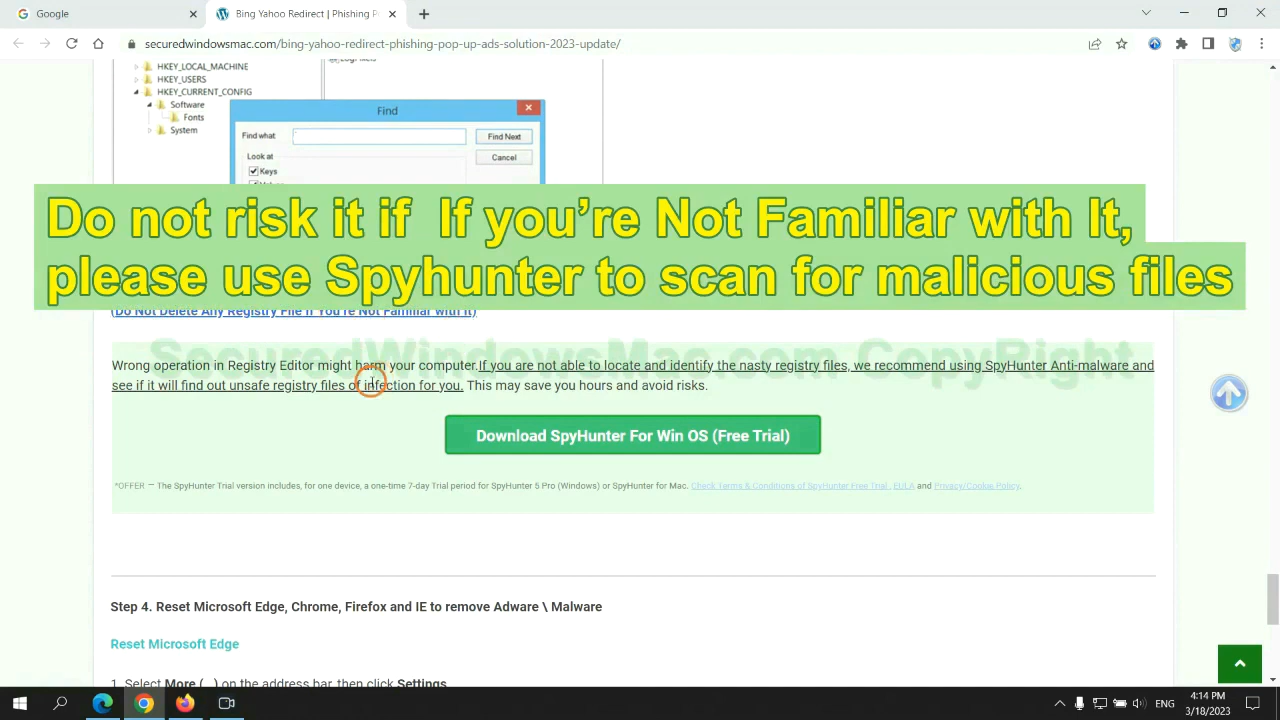 Google
Bing Yahoo Redirect | Phishing P
securedwindowsmac.com/bing-yahoo-redirect-phishing-pop-up-ads-solution-2023-update/
HKEY_LOCAL_MACHINE
HKEY_USERS
HKEY_CURRENT_CONFIG
Software
Fonts
System
Find
Find what:
Find Next
Look at
Cancel
Keys
Do not risk it if If you’re Not Familiar with It,
please use Spyhunter to scan for malicious files
(Do Not Delete Any Registry File If You're Not Familiar with It)
SecuredWindowsMac.com CopyRight
Wrong operation in Registry Editor might harm your computer.If you are not able to locate and identify the nasty registry files, we recommend using SpyHunter Anti-malware and
see if it will find out unsafe registry files of infection for you. This may save you hours and avoid risks.
Download SpyHunter For Win OS (Free Trial)
*OFFER — The SpyHunter Trial version includes, for one device, a one-time 7-day Trial period for SpyHunter 5 Pro (Windows) or SpyHunter for Mac. Check Terms & Conditions of SpyHunter Free Trial , EULA and Privacy/Cookie Policy.
Step 4. Reset Microsoft Edge, Chrome, Firefox and IE to remove Adware \ Malware
Reset Microsoft Edge
1. Select More (...) on the address bar, then click Settings
ENG
4:14 PM
3/18/2023